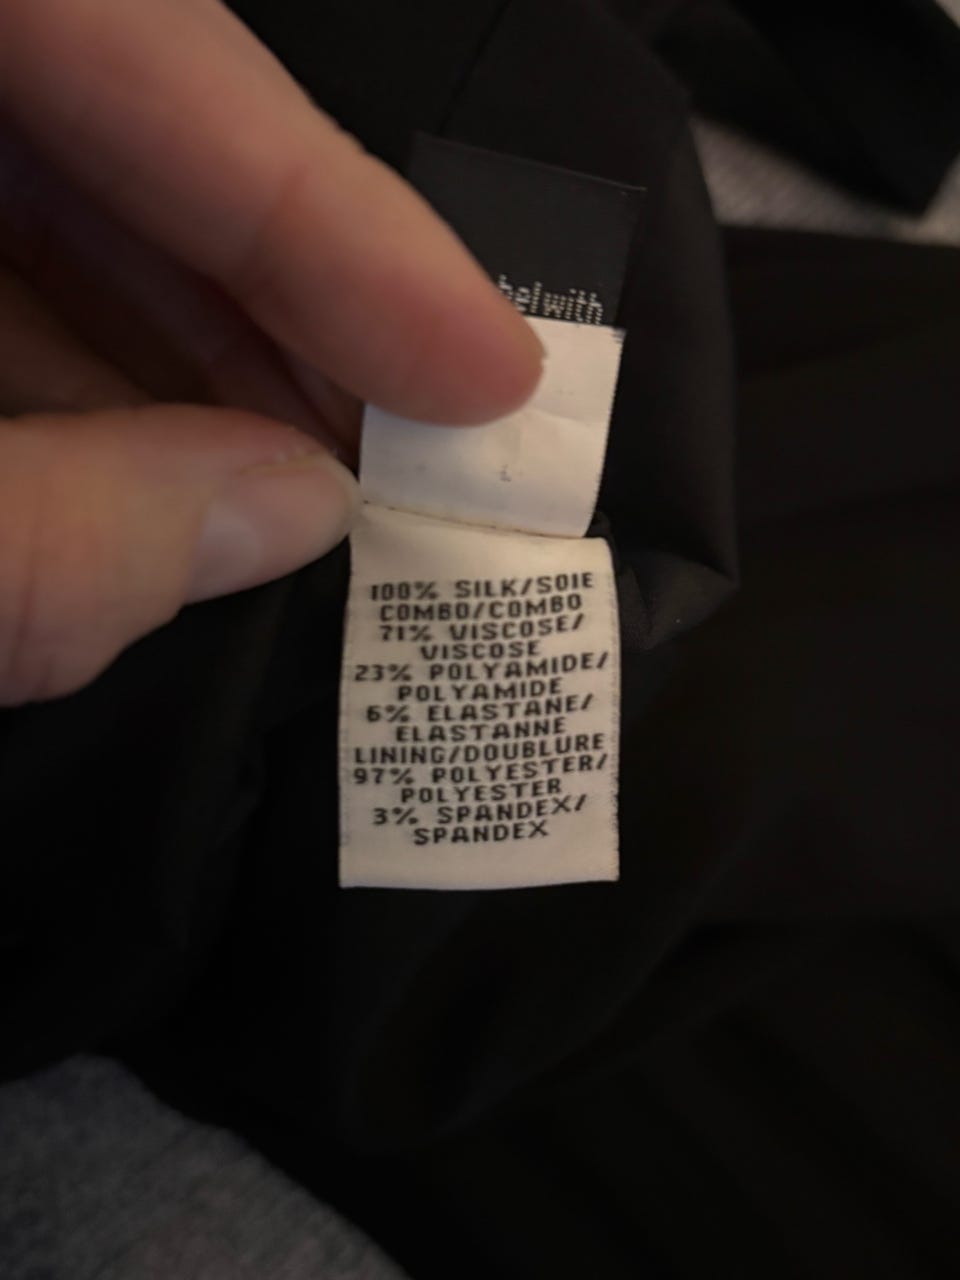 100% SILK/SOIE
COMBO/COMBO
71% VISCOSE/
VISCOSE
23% POLYAMIDE/
POLYAMIDE
6% ELASTANE/
ELASTANNE
LINING/DOUBLURE
97% POLYESTER/
POLYESTER
3% SPANDEX/
SPANDEX